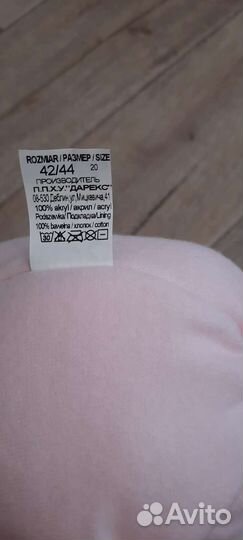 ROZMIAR / РАЗМЕР / SIZE
42/44 20
ПРОИЗВОДИТЕЛЬ
П.П.Х.У."ДАРЕКС"
08-530 Дэблин, ул.Мицкевича,41
100% akryl / акрил / acryl
Podszewka / Подкладка / Lining
100% bawełna / хлопок / cotton
30
Avito